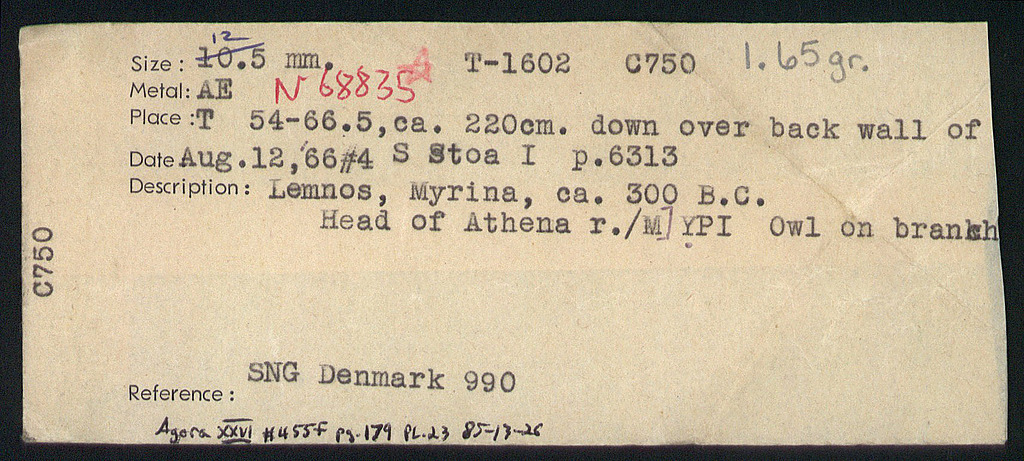 Size: 12 10.5 mm. T-1602 C750 1.65gr.
Metal: AE N 68835
Place: T 54-66.5, ca. 220cm. down over back wall of
Date Aug.12,'66#4 S Stoa I p.6313
Description: Lemnos, Myrina, ca. 300 B.C.
Head of Athena r./M]YPI Owl on branch
C750
SNG Denmark 990
Reference:
Agora XXVI #455f pg.179 PL.23 85-13-26